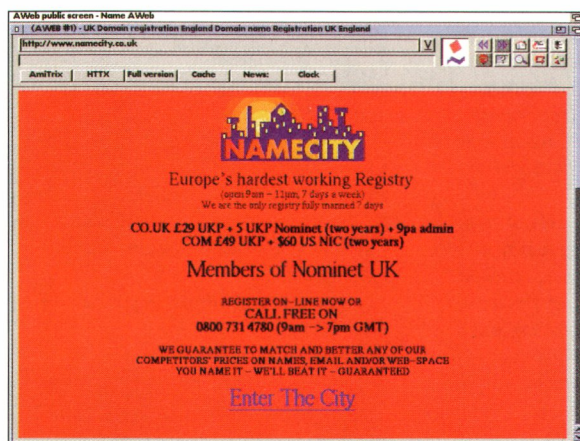 AWeb public screen - Name AWeb
(AWEB #1) - UK Domain registration England Domain name Registration UK England
http://www.namecity.co.uk
AmiTrix HTTX Full version Cache News: Clock
NAMECITY
Europe's hardest working Registry
(open 9am - 11pm, 7 days a week)
We are the only registry fully manned 7 days
CO.UK £29 UKP + 5 UKP Nominet (two years) + 9pa admin
COM £49 UKP + $60 US NIC (two years)
Members of Nominet UK
REGISTER ON-LINE NOW OR
CALL FREE ON
0800 731 4780 (9am -> 7pm GMT)
WE GUARANTEE TO MATCH AND BETTER ANY OF OUR
COMPETITORS' PRICES ON NAMES, EMAIL AND/OR WEB-SPACE
YOU NAME IT - WE'LL BEAT IT - GUARANTEED
Enter The City